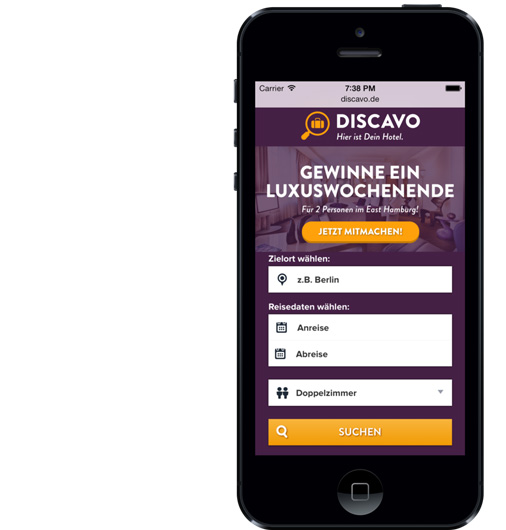 Carrier 7:38 PM
discavo.de
DISCAVO
Hier ist Dein Hotel.
GEWINNE EIN
LUXUSWOCHENENDE
Für 2 Personen im East Hamburg!
JETZT MITMACHEN!
Zielort wählen:
z.B. Berlin
Reisedaten wählen:
Anreise
Abreise
Doppelzimmer
SUCHEN